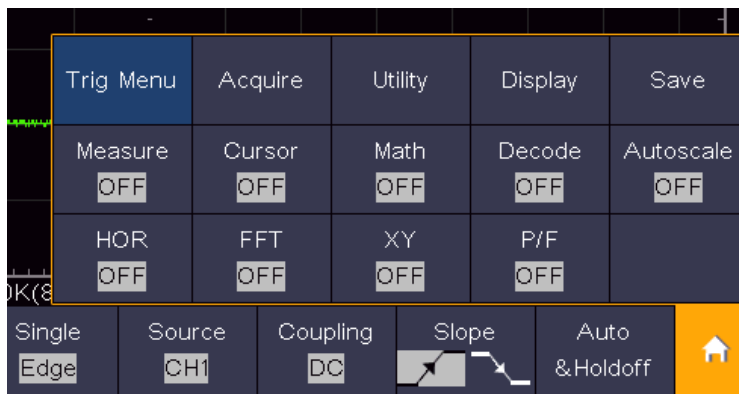 Trig Menu Acquire Utility Display Save
Measure Cursor Math Decode Autoscale
OFF OFF OFF OFF OFF
HOR FFT XY P/F
OFF OFF OFF OFF
K(8
Single Source Coupling Slope Auto
Edge CH1 DC &Holdoff